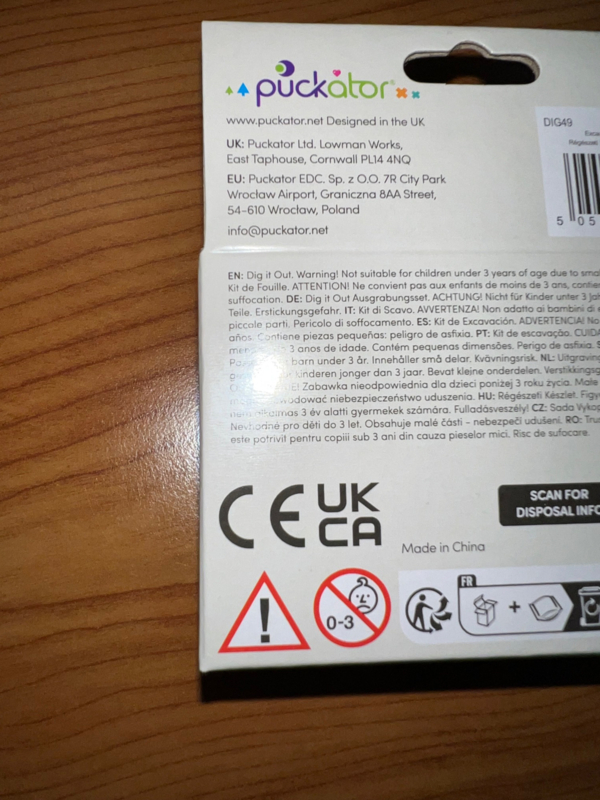 puckator
www.puckator.net Designed in the UK
UK: Puckator Ltd. Lowman Works,
East Taphouse, Cornwall PL14 4NQ
EU: Puckator EDC. Sp. z O.O. 7R City Park
Wrocław Airport, Graniczna 8AA Street,
54-610 Wrocław, Poland
info@puckator.net
DIG49
Régészeti
5 05
EN: Dig it Out. Warning! Not suitable for children under 3 years of age due to
Kit de Fouille. ATTENTION! Ne convient pas aux enfants de moins de 3 ans,
suffocation. DE: Dig it Out Ausgrabungsset. ACHTUNG! Nicht für Kinder unter 3
Teile. Erstickungsgefahr. IT: Kit di Scavo. AVVERTENZA! Non adatto ai bambini di
piccole parti. Pericolo di soffocamento. ES: Kit de Excavación. ADVERTENCIA! No
años. Contiene piezas pequeñas: peligro de asfixia. PT: Kit de escavação.
3 anos de idade. Contém pequenas dimensões. Perigo de asfixia.
barn under 3 år. Innehåller små delar. Kvävningsrisk. NL:
kinderen jonger dan 3 jaar. Bevat kleine onderdelen.
Zabawka nieodpowiednia dla dzieci poniżej 3 roku życia. Małe
niebezpieczeństwo uduszenia. HU: Régészeti Készlet.
nem alkalmas 3 év alatti gyermekek számára. Fulladásveszély! CZ: Sada
Nevhodné pro děti do 3 let. Obsahuje malé části - nebezpečí udušení. RO:
este potrivit pentru copiii sub 3 ani din cauza pieselor mici. Risc de sufocare.
CE UK
CA
SCAN FOR
DISPOSAL INFO
Made in China
0-3
FR
+